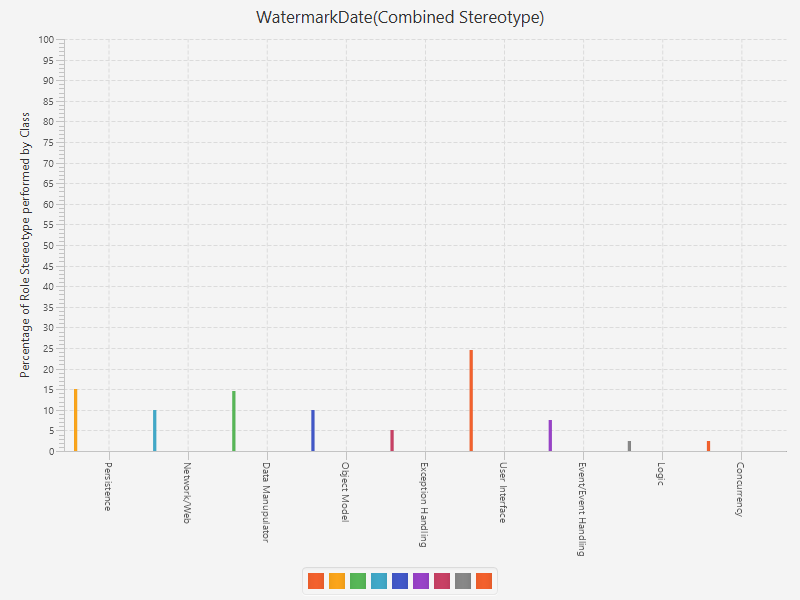 WatermarkDate(Combined Stereotype)
Percentage of Role Stereotype performed by Class
100
95
90
85
80
75
70
65
60
55
50
45
40
35
30
25
20
15
10
5
0
Persistence
Network/Web
Data Manupulator
Object Model
Exception Handling
User Interface
Event/Event Handling
Logic
Concurrency